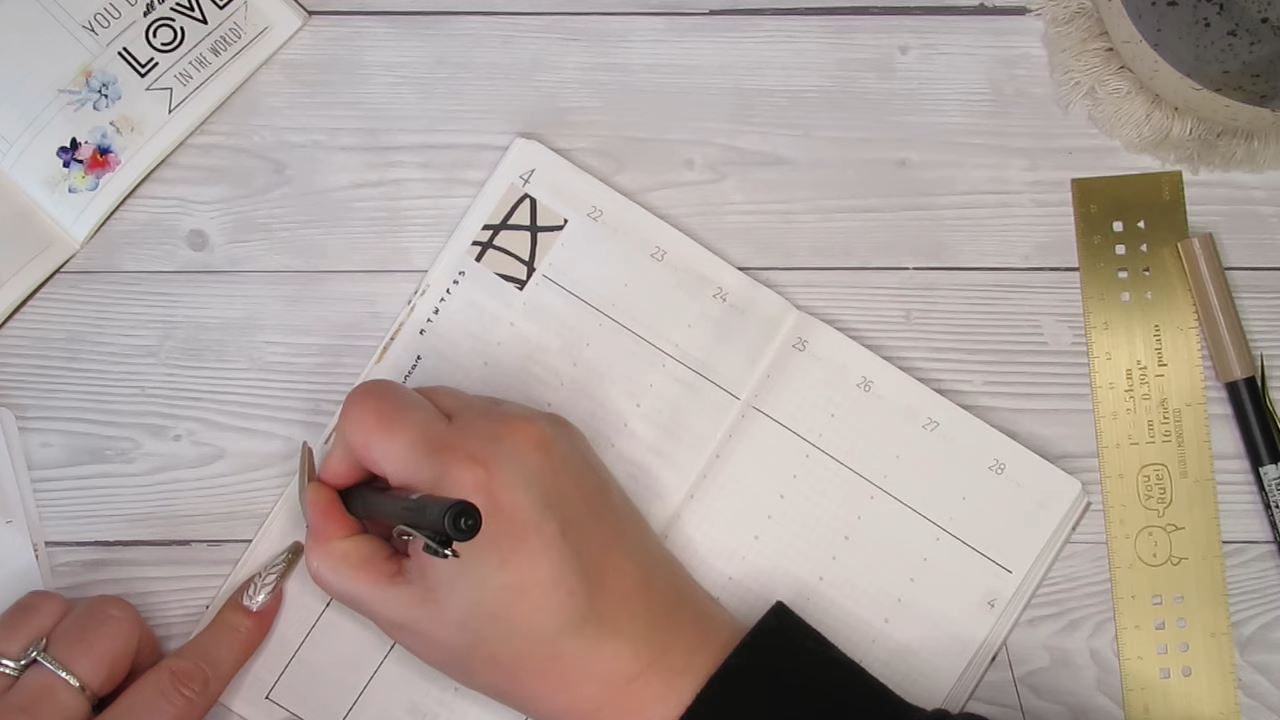 YOU
all
LOVE
IN THE WORLD!
4
22
23
24
25
26
27
28
M T W T F S S
4
1" = 2.54cm
1cm = 0.394"
16 fries = 1 potato
You Rule!